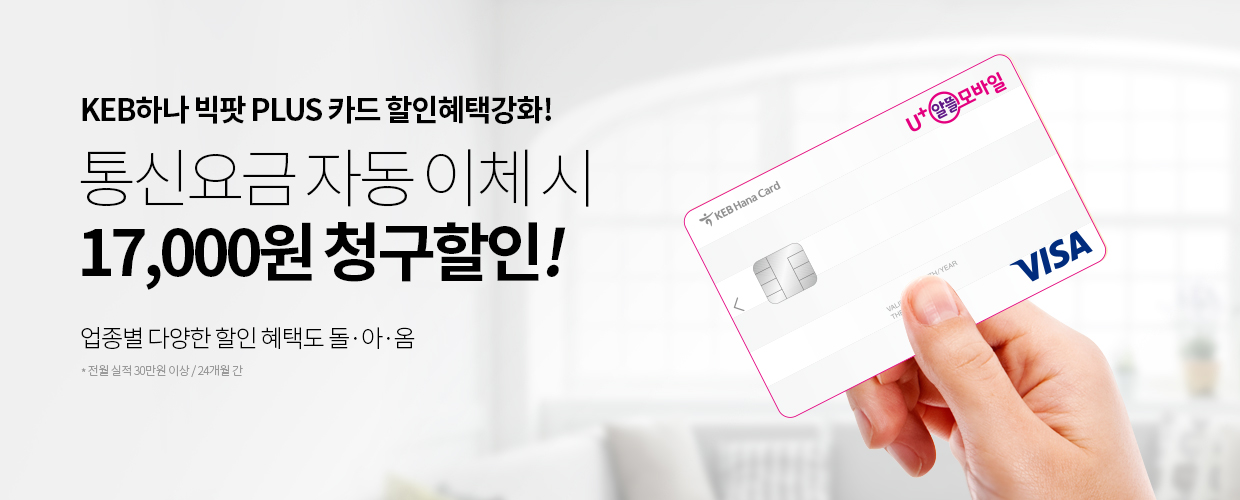 KEB하나 빅팟 PLUS 카드 할인혜택강화!
통신요금 자동 이체 시
17,000원 청구할인!
업종별 다양한 할인 혜택도 돌·아·옴
* 전월 실적 30만원 이상 / 24개월 간
U+알뜰모바일
KEB Hana Card
VISA